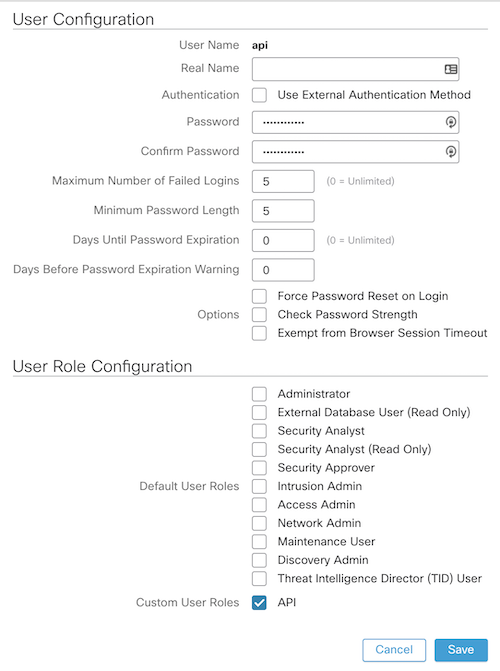 User Configuration
User Name api
Real Name
Authentication Use External Authentication Method
Password ••••••••••••
Confirm Password ••••••••••••
Maximum Number of Failed Logins 5 (0 = Unlimited)
Minimum Password Length 5
Days Until Password Expiration 0 (0 = Unlimited)
Days Before Password Expiration Warning 0
Force Password Reset on Login
Options Check Password Strength
Exempt from Browser Session Timeout
User Role Configuration
Administrator
External Database User (Read Only)
Security Analyst
Security Analyst (Read Only)
Security Approver
Default User Roles Intrusion Admin
Access Admin
Network Admin
Maintenance User
Discovery Admin
Threat Intelligence Director (TID) User
Custom User Roles API
Cancel Save